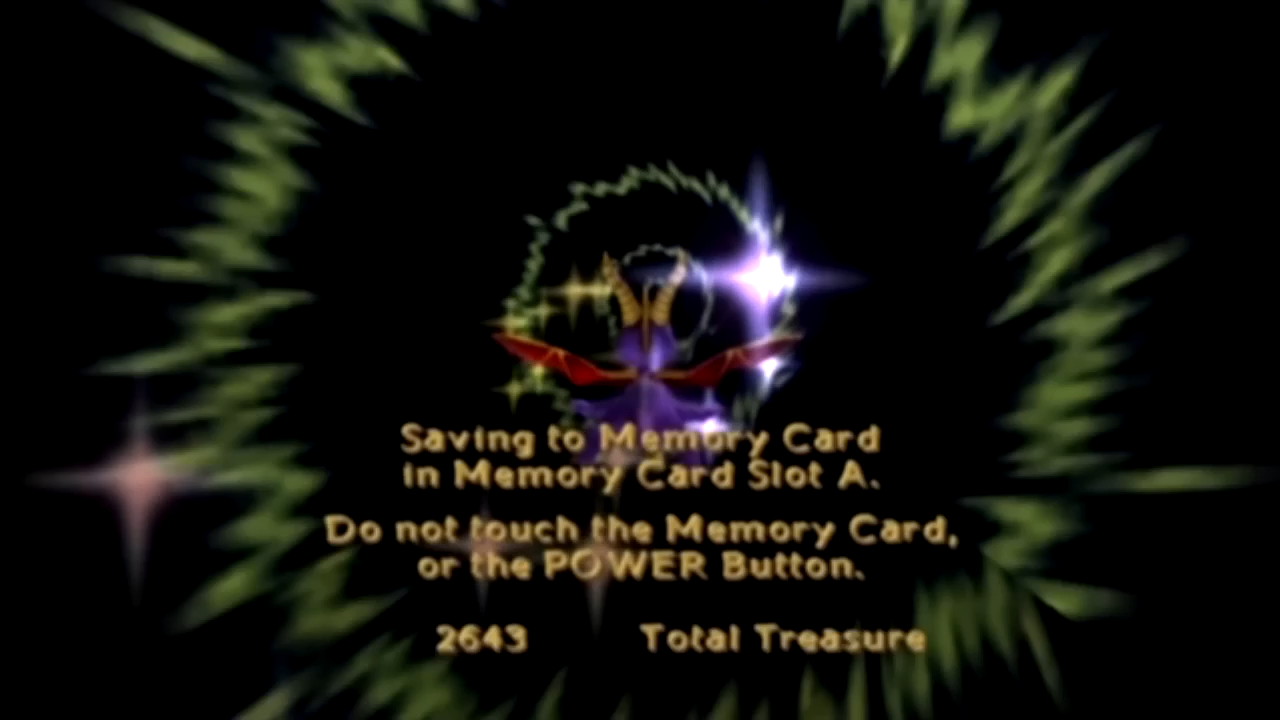 Saving to Memory Card
in Memory Card Slot A.
Do not touch the Memory Card,
or the POWER Button.
2643 Total Treasure